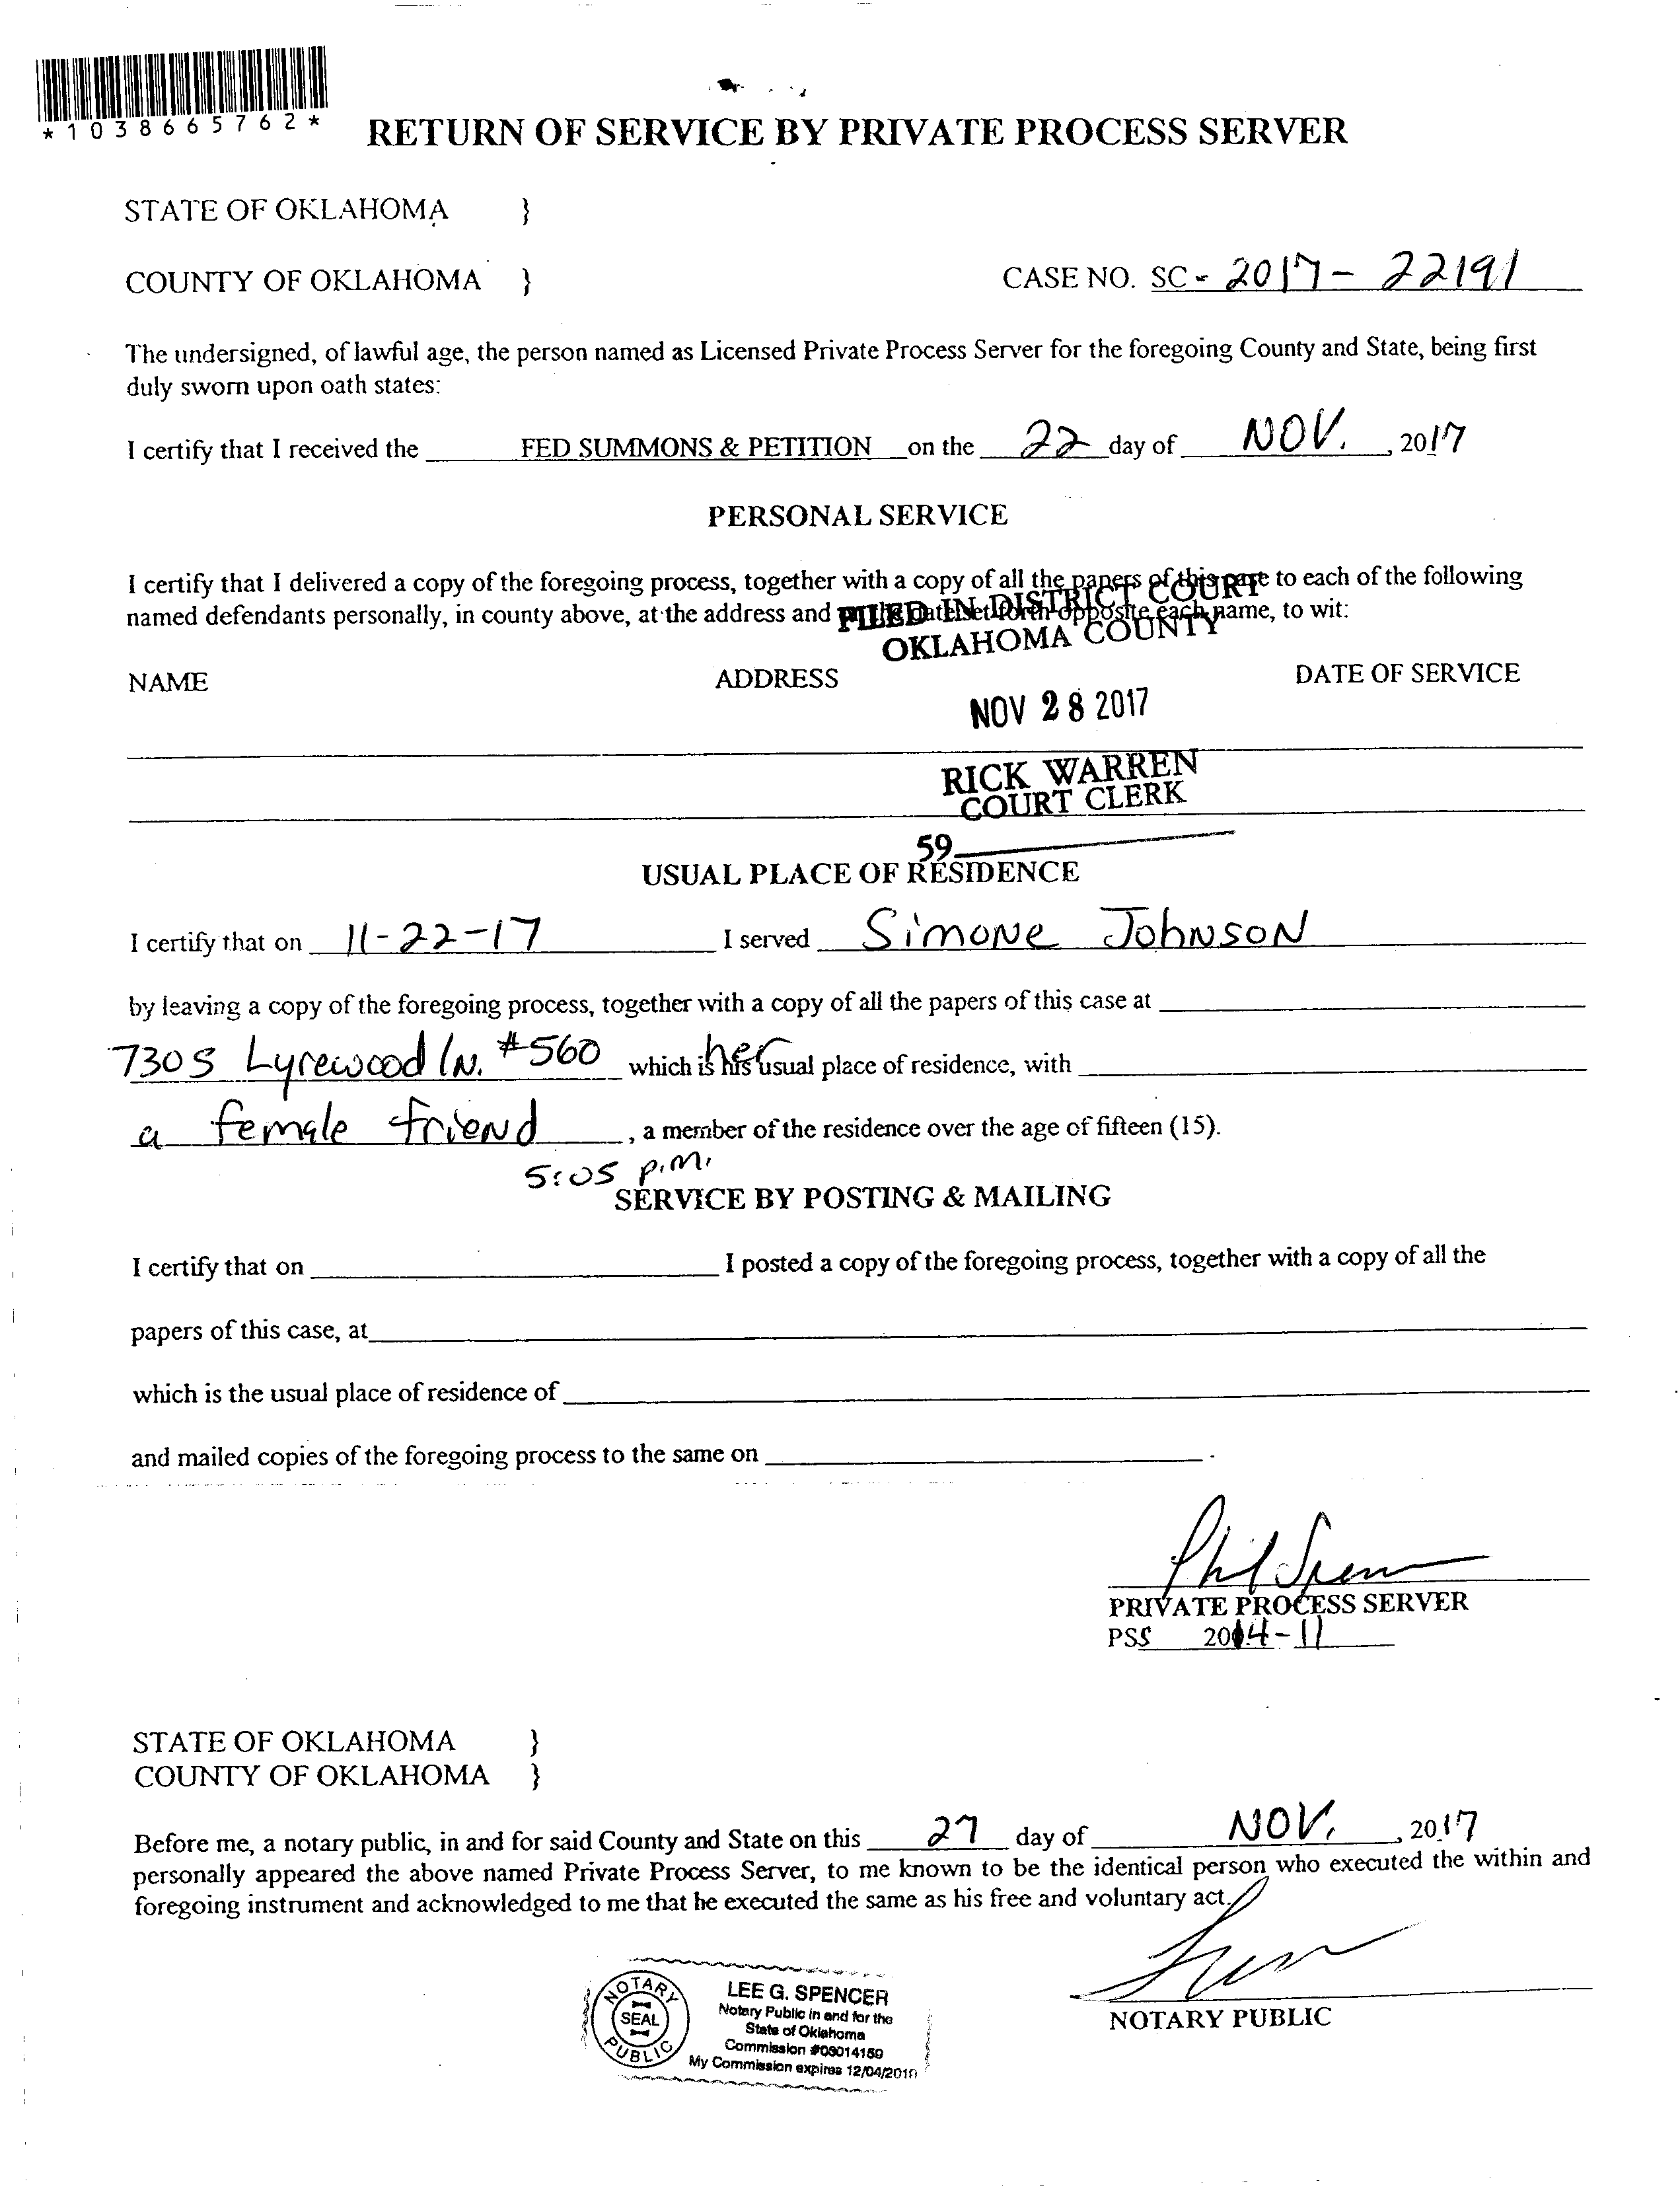 *1038665762*
RETURN OF SERVICE BY PRIVATE PROCESS SERVER
STATE OF OKLAHOMA }
COUNTY OF OKLAHOMA } CASE NO. SC - 2017 - 22191
The undersigned, of lawful age, the person named as Licensed Private Process Server for the foregoing County and State, being first
duly sworn upon oath states:
I certify that I received the FED SUMMONS & PETITION on the 22 day of NOV. , 2017
PERSONAL SERVICE
I certify that I delivered a copy of the foregoing process, together with a copy of all the papers of this case to each of the following
named defendants personally, in county above, at the address and on the date set forth opposite each name, to wit:
FILED IN DISTRICT COURT
OKLAHOMA COUNTY
NAME ADDRESS DATE OF SERVICE
NOV 28 2017
RICK WARREN
COURT CLERK
59
USUAL PLACE OF RESIDENCE
I certify that on 11-22-17 I served Simone Johnson
by leaving a copy of the foregoing process, together with a copy of all the papers of this case at
7305 Lyrewood Ln. #560 which is his her usual place of residence, with
a female friend , a member of the residence over the age of fifteen (15).
5:05 p.m.
SERVICE BY POSTING & MAILING
I certify that on I posted a copy of the foregoing process, together with a copy of all the
papers of this case, at
which is the usual place of residence of
and mailed copies of the foregoing process to the same on .
Phil Spencer
PRIVATE PROCESS SERVER
PSS 2014-11
STATE OF OKLAHOMA }
COUNTY OF OKLAHOMA }
Before me, a notary public, in and for said County and State on this 27 day of NOV. , 2017
personally appeared the above named Private Process Server, to me known to be the identical person who executed the within and
foregoing instrument and acknowledged to me that he executed the same as his free and voluntary act.
NOTARY PUBLIC
SEAL
LEE G. SPENCER
Notary Public in and for the
State of Oklahoma
Commission #03014159
My Commission expires 12/04/201
NOTARY PUBLIC